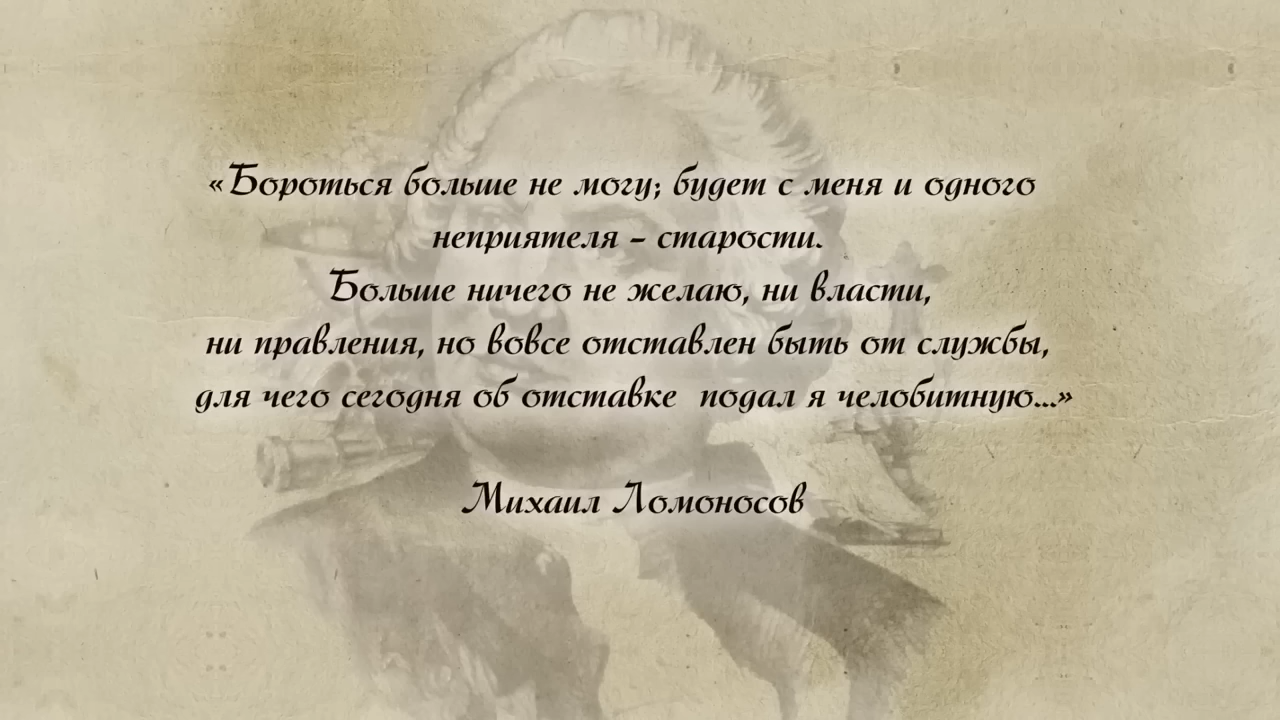 «Бороться больше не могу; будет с меня и одного
неприятеля – старости.
Больше ничего не желаю, ни власти,
ни правления, но вовсе отставлен быть от службы,
для чего сегодня об отставке  подал я челобитную...»
Михаил Ломоносов